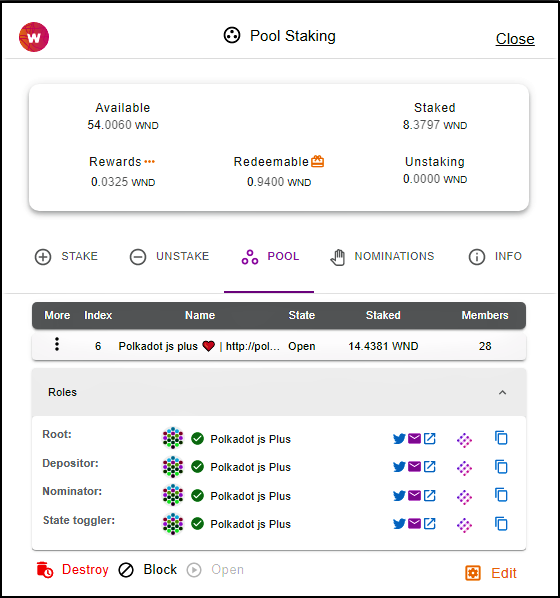 W Pool Staking Close
Available Staked
54.0060 WND 8.3797 WND
Rewards Redeemable Unstaking
0.0325 WND 0.9400 WND 0.0000 WND
STAKE UNSTAKE POOL NOMINATIONS INFO
More Index Name State Staked Members
6 Polkadot js plus ❤ | http://pol... Open 14.4381 WND 28
Roles
Root: Polkadot js Plus
Depositor: Polkadot js Plus
Nominator: Polkadot js Plus
State toggler: Polkadot js Plus
Destroy Block Open Edit